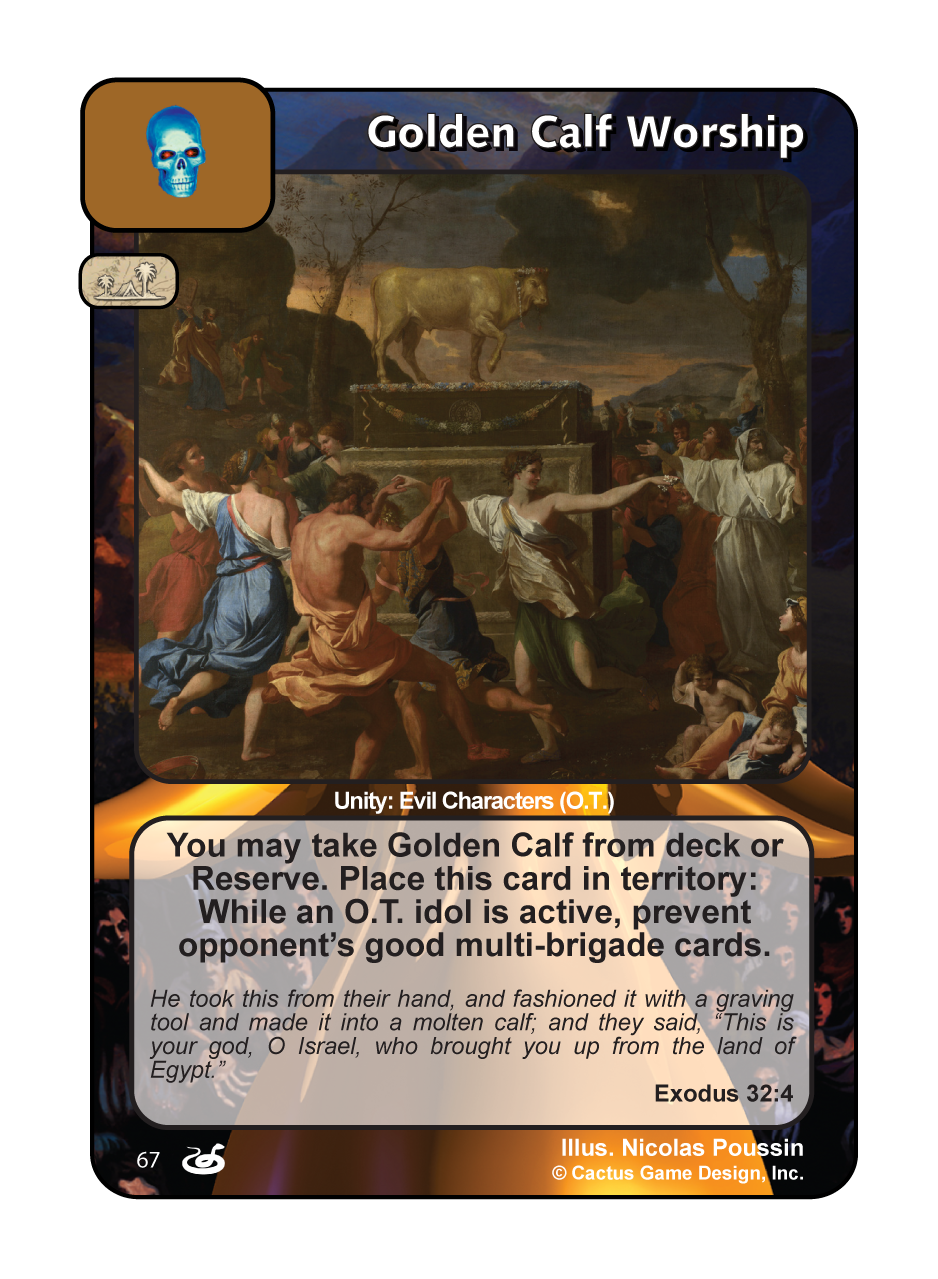 Golden Calf Worship
Unity: Evil Characters (O.T.)
You may take Golden Calf from deck or
Reserve. Place this card in territory:
While an O.T. idol is active, prevent
opponent’s good multi-brigade cards.
He took this from their hand, and fashioned it with a graving
tool and made it into a molten calf; and they said, “This is
your god, O Israel, who brought you up from the land of
Egypt.”
Exodus 32:4
67
Illus. Nicolas Poussin
© Cactus Game Design, Inc.